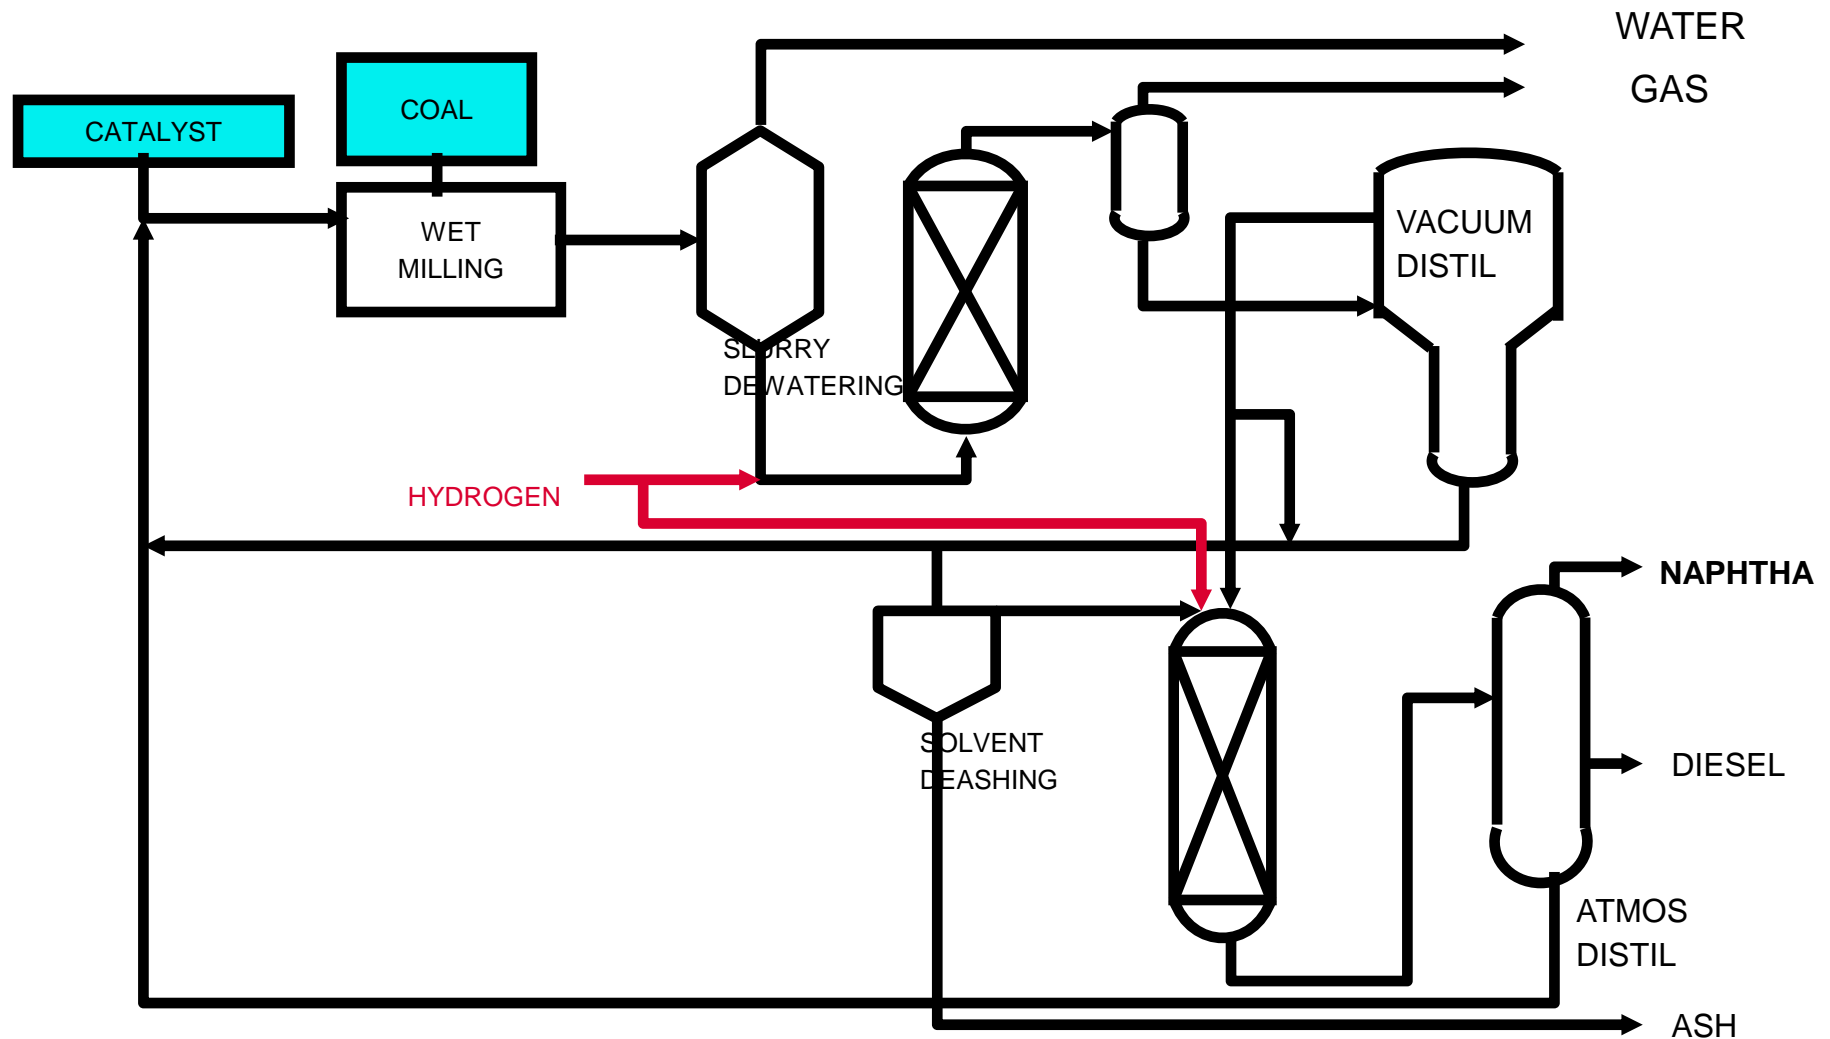 WATER
GAS
COAL
CATALYST
WET
MILLING
VACUUM
DISTIL
SLURRY
DEWATERING
HYDROGEN
NAPHTHA
SOLVENT
DEASHING
DIESEL
ATMOS
DISTIL
ASH